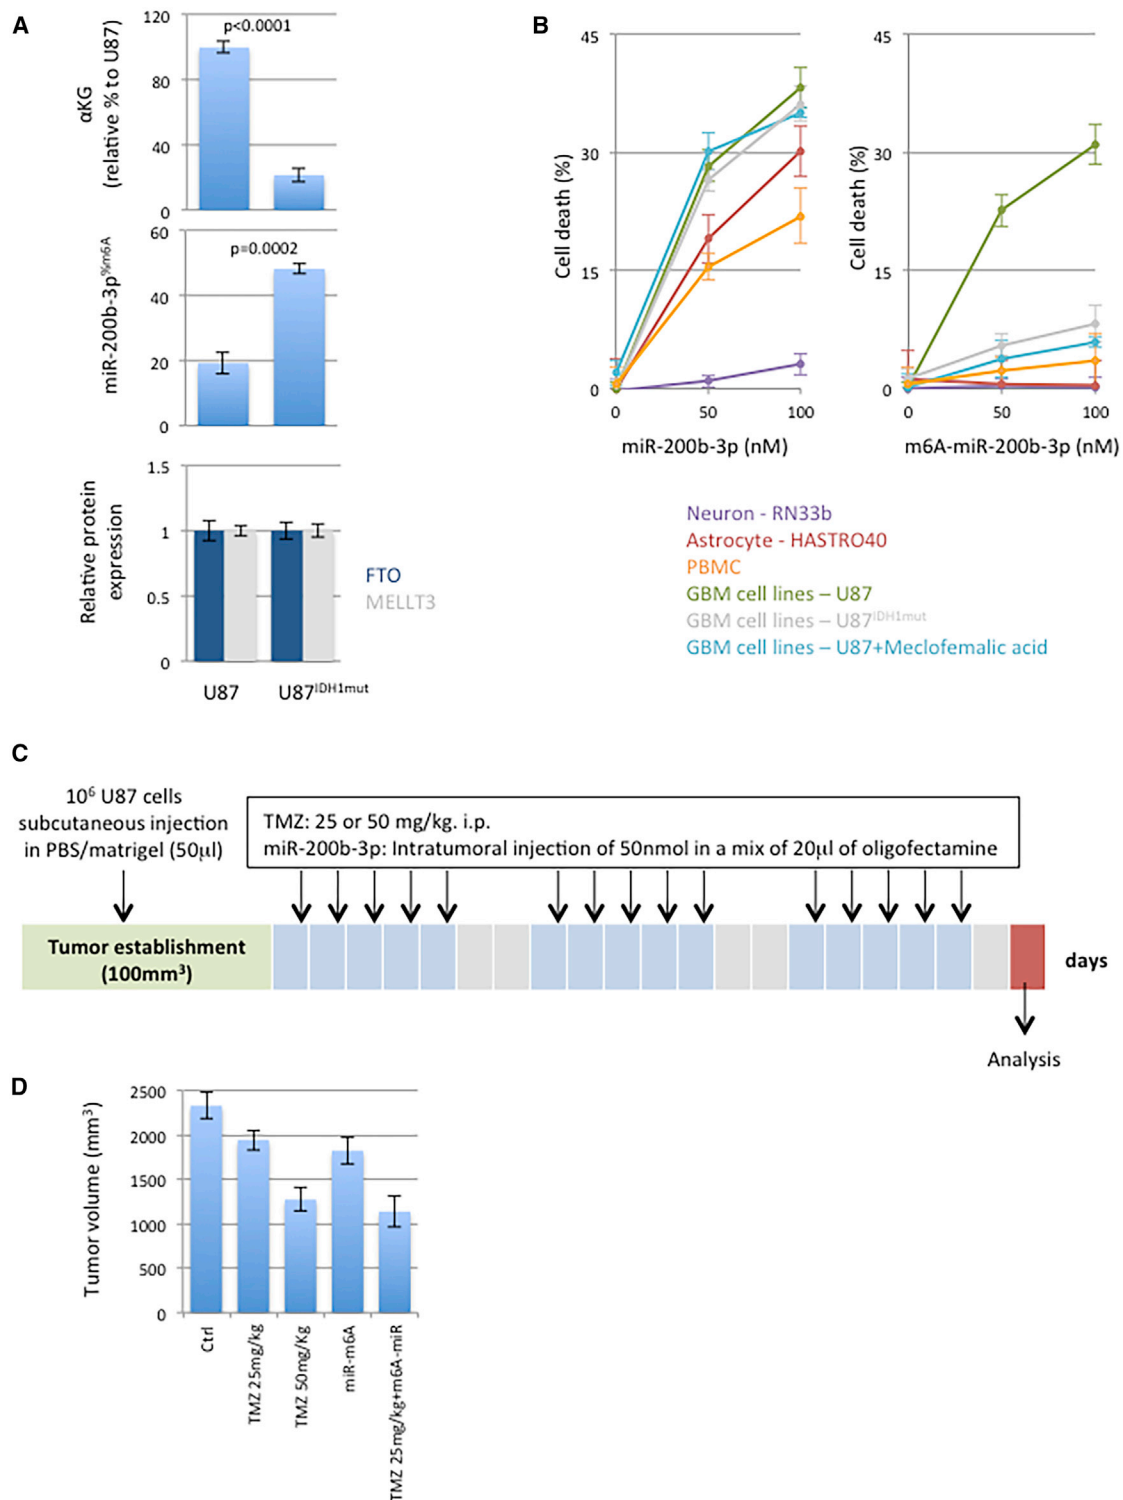 A
120
80
40
0
αKG
(relative % to U87)
p<0.0001
60
40
20
0
miR-200b-3p%m6A
p=0.0002
1.5
1
0.5
0
Relative protein
expression
FTO
MELLT3
U87
U87IDH1mut
B
45
30
15
0
Cell death (%)
0
50
100
miR-200b-3p (nM)
45
30
15
0
Cell death (%)
0
50
100
m6A-miR-200b-3p (nM)
Neuron - RN33b
Astrocyte - HASTRO40
PBMC
GBM cell lines – U87
GBM cell lines – U87IDH1mut
GBM cell lines – U87+Meclofemalic acid
C
10⁶ U87 cells
subcutaneous injection
in PBS/matrigel (50µl)
TMZ: 25 or 50 mg/kg. i.p.
miR-200b-3p: Intratumoral injection of 50nmol in a mix of 20µl of oligofectamine
Tumor establishment
(100mm³)
days
Analysis
D
2500
2000
1500
1000
500
0
Tumor volume (mm³)
Ctrl
TMZ 25mg/kg
TMZ 50mg/Kg
miR-m6A
TMZ 25mg/kg+m6A-miR